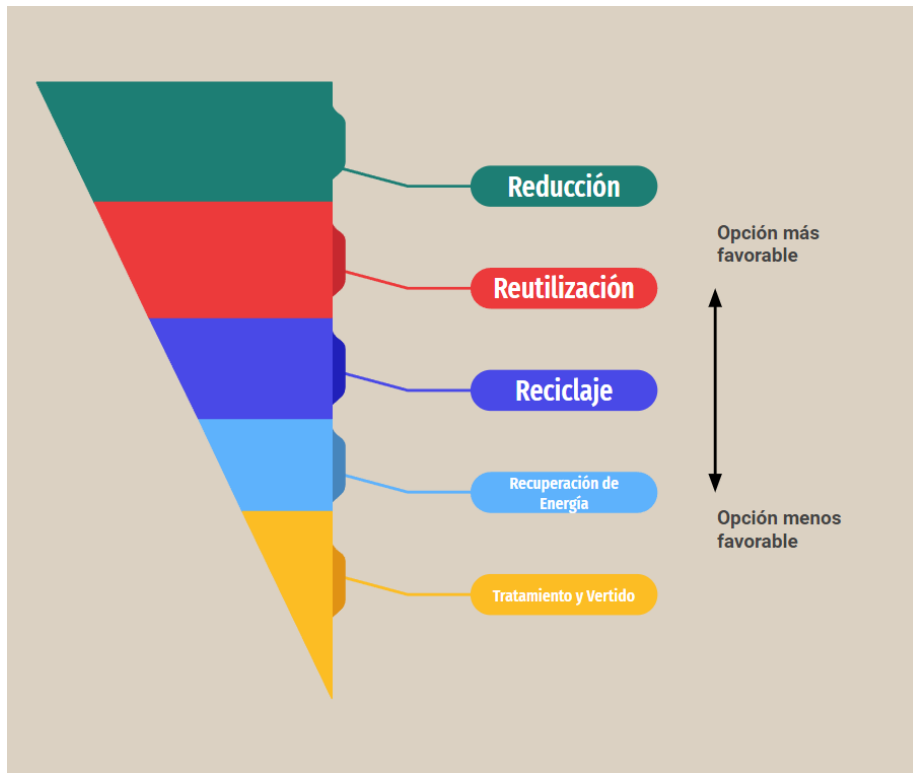 Reducción
Opción más
favorable
Reutilización
Reciclaje
Recuperación de
Energía
Opción menos
favorable
Tratamiento y Vertido